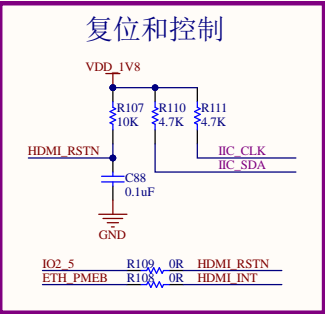 复位和控制
VDD_1V8
R107 R110 R111
10K 4.7K 4.7K
HDMI_RSTN
IIC_CLK
IIC_SDA
C88
0.1uF
GND
IO2_5 R109 0R HDMI_RSTN
ETH_PMEB R108 0R HDMI_INT